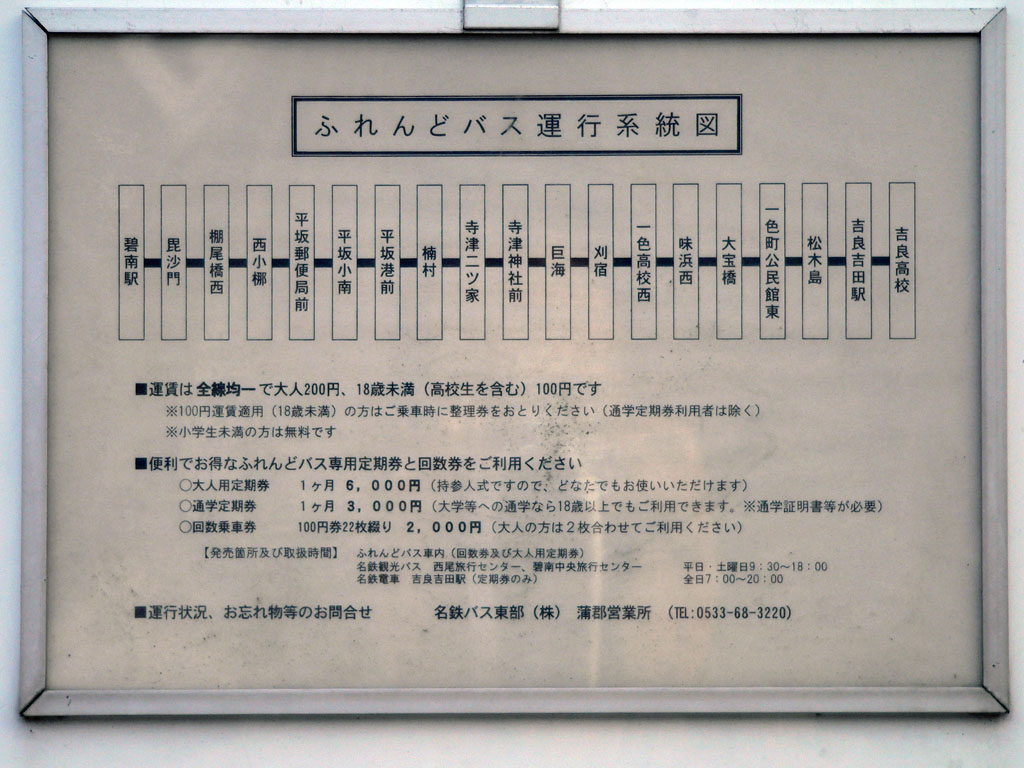 ふれんどバス運行系統図
碧南駅
毘沙門
棚尾橋西
西小梛
平坂郵便局前
平坂小南
平坂港前
楠村
寺津二ツ家
寺津神社前
巨海
刈宿
一色高校西
味浜西
大宝橋
一色町公民館東
松木島
吉良吉田駅
吉良高校
■運賃は全線均一で大人200円、18歳未満（高校生を含む）100円です
※100円運賃適用（18歳未満）の方はご乗車時に整理券をおとりください（通学定期券利用者は除く）
※小学生未満の方は無料です
■便利でお得なふれんどバス専用定期券と回数券をご利用ください
○大人用定期券 1ヶ月 6,000円（持参人式ですので、どなたでもお使いいただけます）
○通学定期券 1ヶ月 3,000円（大学等への通学なら18歳以上でもご利用できます。※通学証明書等が必要）
○回数乗車券 100円券22枚綴り 2,000円（大人の方は2枚合わせてご利用ください）
【発売箇所及び取扱時間】 ふれんどバス車内（回数券及び大人用定期券）
名鉄観光バス 西尾旅行センター、碧南中央旅行センター 平日・土曜日9：30～18：00
名鉄電車 吉良吉田駅（定期券のみ） 全日7：00～20：00
■運行状況、お忘れ物等のお問合せ 名鉄バス東部（株） 蒲郡営業所 （TEL:0533-68-3220）